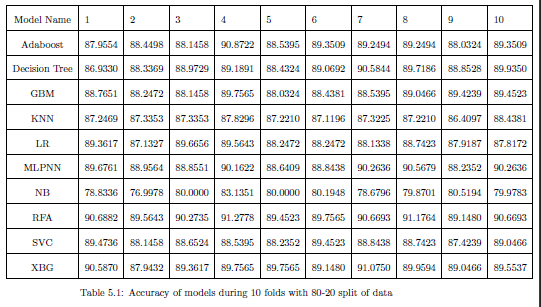 Model Name 1 2 3 4 5 6 7 8 9 10
Adaboost 87.9554 88.4498 88.1458 90.8722 88.5395 89.3509 89.2494 89.2494 88.0324 89.3509
Decision Tree 86.9330 88.3369 88.9729 89.1891 88.4324 89.0692 90.5844 89.7186 88.8528 89.9350
GBM 88.7651 88.2472 88.1458 89.7565 88.0324 88.4381 88.5395 89.0466 89.4239 89.4523
KNN 87.2469 87.3353 87.3353 87.8296 87.2210 87.1196 87.3225 87.2210 86.4097 88.4381
LR 89.3617 87.1327 89.6656 89.5643 88.2472 88.2472 88.1338 88.7423 87.9187 87.8172
MLPNN 89.6761 88.9564 88.8551 90.1622 88.6409 88.8438 90.2636 90.5679 88.2352 90.2636
NB 78.8336 76.9978 80.0000 83.1351 80.0000 80.1948 78.6796 79.8701 80.5194 79.9783
RFA 90.6882 89.5643 90.2735 91.2778 89.4523 89.7565 90.6693 91.1764 89.1480 90.6693
SVC 89.4736 88.1458 88.6524 88.5395 88.2352 89.4523 88.8438 88.7423 87.4239 89.0466
XBG 90.5870 87.9432 89.3617 89.7565 89.7565 89.1480 91.0750 89.9594 89.0466 89.5537
Table 5.1: Accuracy of models during 10 folds with 80-20 split of data